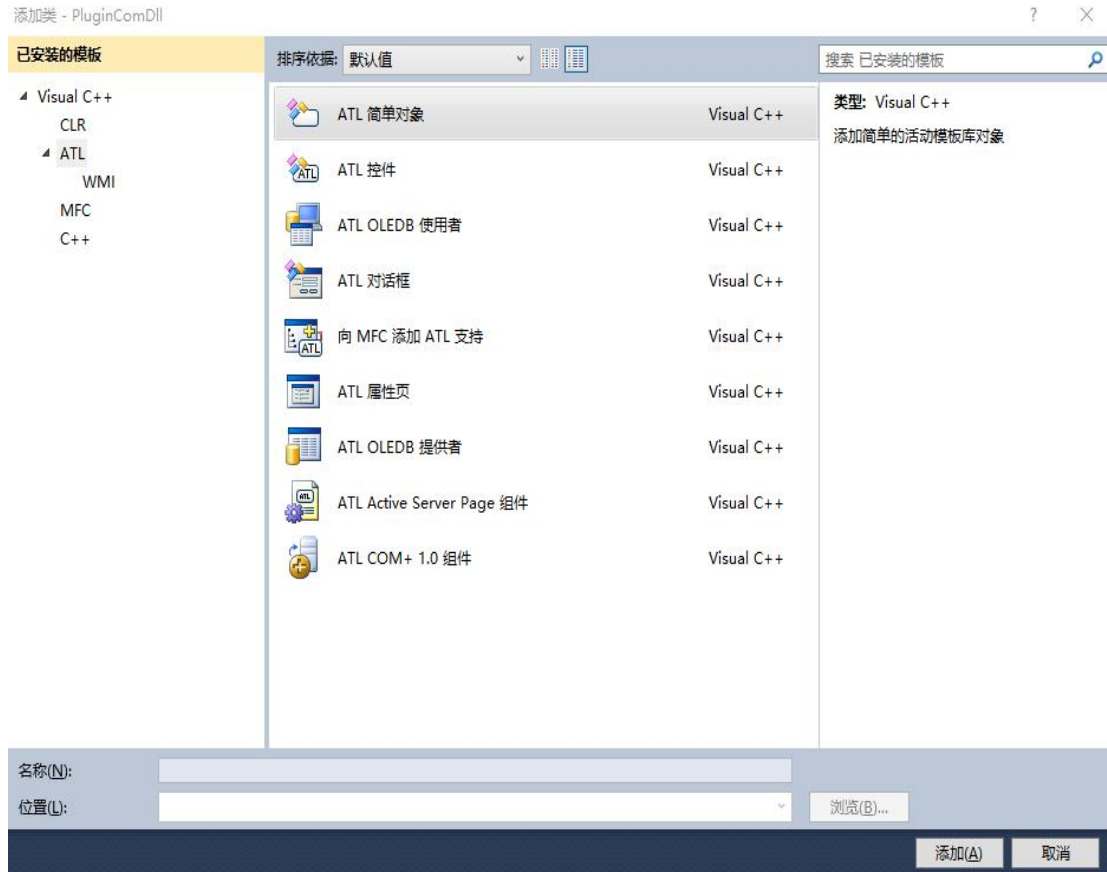 添加类 - PluginComDll
?
已安装的模板
Visual C++
CLR
ATL
WMI
MFC
C++
排序依据: 默认值
ATL 简单对象 Visual C++
ATL 控件 Visual C++
ATL OLEDB 使用者 Visual C++
ATL 对话框 Visual C++
向 MFC 添加 ATL 支持 Visual C++
ATL 属性页 Visual C++
ATL OLEDB 提供者 Visual C++
ATL Active Server Page 组件 Visual C++
ATL COM+ 1.0 组件 Visual C++
搜索 已安装的模板
类型: Visual C++
添加简单的活动模板库对象
名称(N):
位置(L):
浏览(B)...
添加(A) 取消